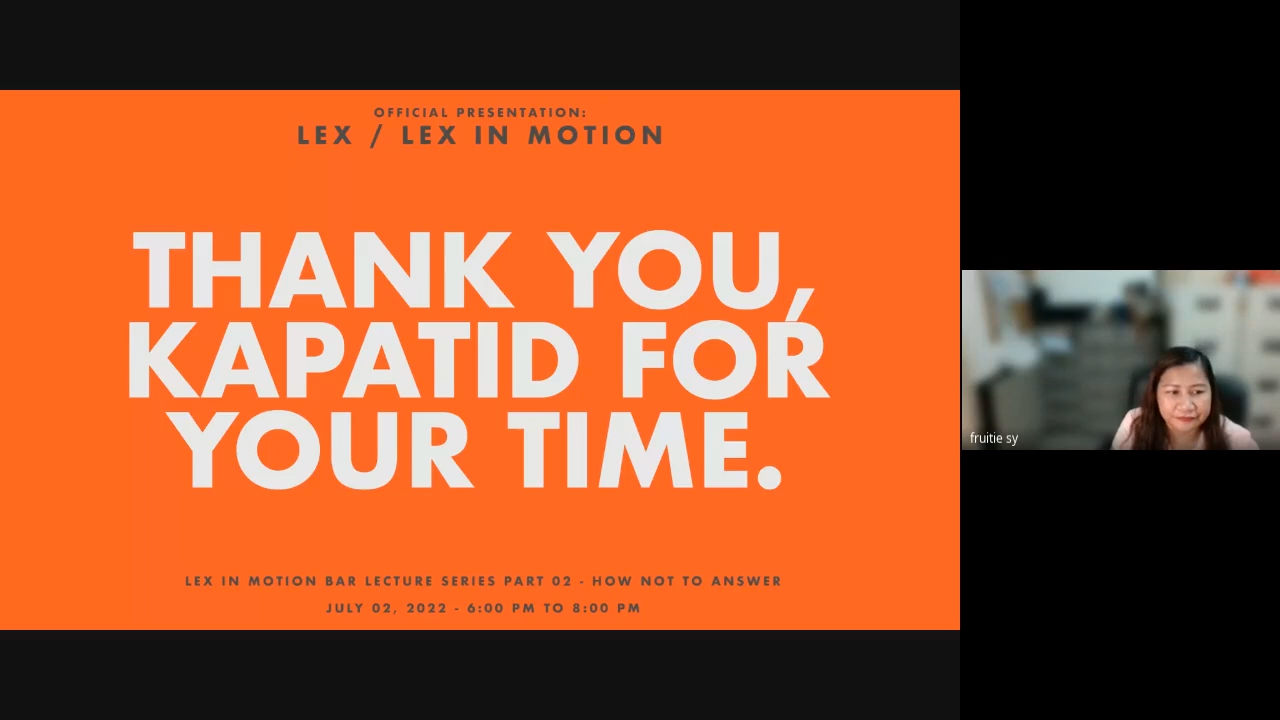 OFFICIAL PRESENTATION:
LEX / LEX IN MOTION
THANK YOU,
KAPATID FOR
YOUR TIME.
LEX IN MOTION BAR LECTURE SERIES PART 02 - HOW NOT TO ANSWER
JULY 02, 2022 - 6:00 PM TO 8:00 PM
fruitie sy